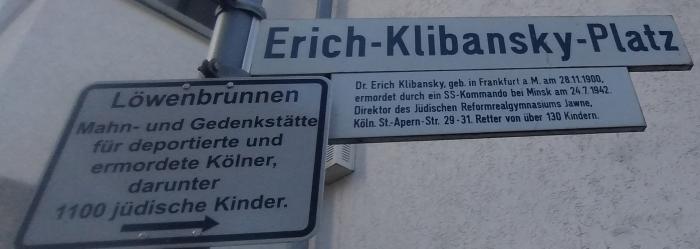 Erich-Klibansky-Platz
Dr. Erich Klibansky, geb. in Frankfurt a. M. am 28.11.1900,
ermordet durch ein SS-Kommando bei Minsk am 24.7.1942.
Direktor des Jüdischen Reformrealgymnasiums Jawne,
Köln. St.-Apern-Str. 29-31. Retter von über 130 Kindern.
Löwenbrunnen
Mahn- und Gedenkstätte
für deportierte und
ermordete Kölner,
darunter
1100 jüdische Kinder.